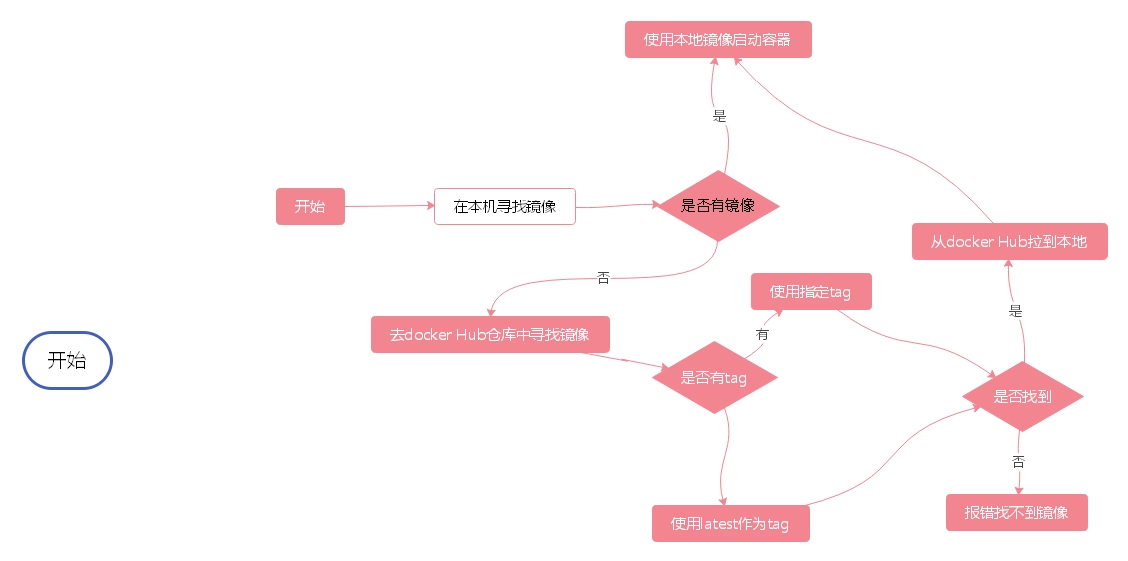 使用本地镜像启动容器
是
开始
在本机寻找镜像
是否有镜像
从docker Hub拉到本地
否
使用指定tag
是
去docker Hub仓库中寻找镜像
有
开始
是否有tag
是否找到
否
使用latest作为tag
报错找不到镜像